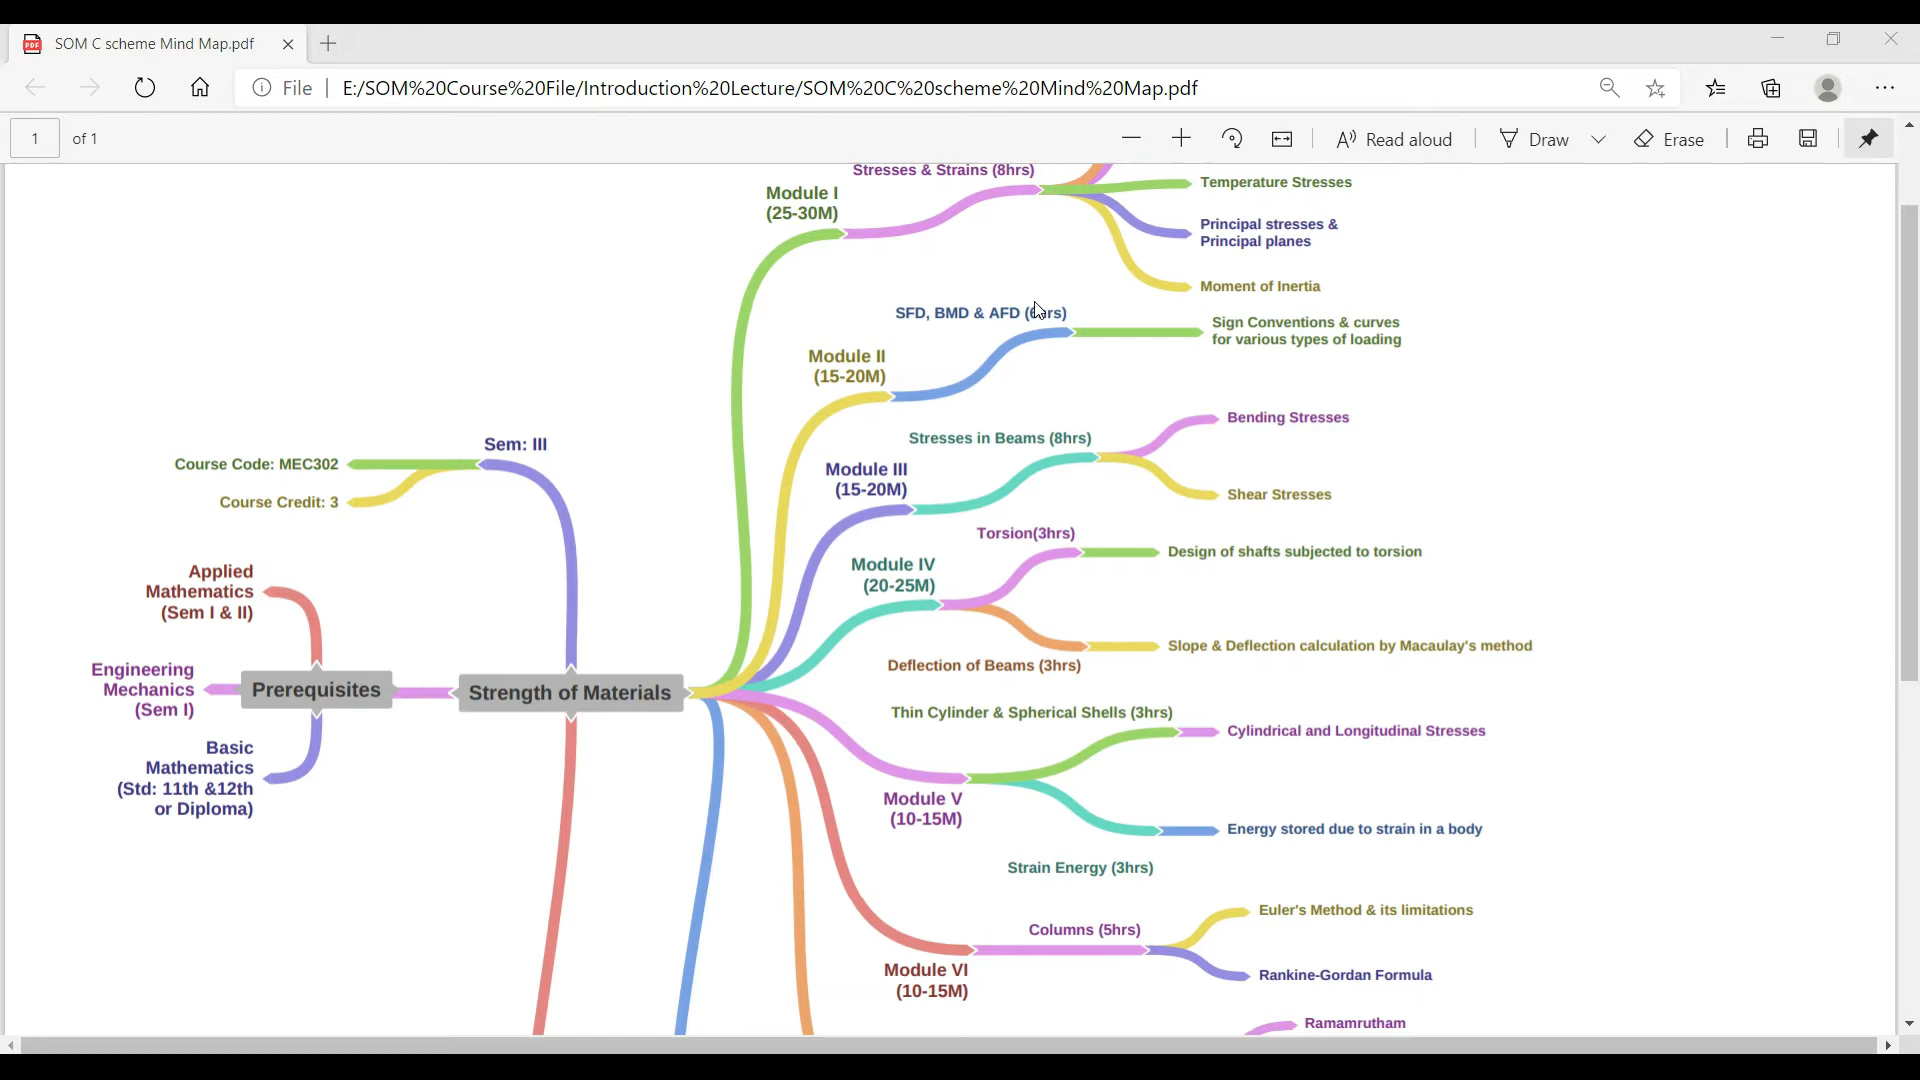 SOM C scheme Mind Map.pdf
File
E:/SOM%20Course%20File/Introduction%20Lecture/SOM%20C%20scheme%20Mind%20Map.pdf
1 of 1
Read aloud
Draw
Erase
Stresses & Strains (8hrs)
Module I
(25-30M)
Temperature Stresses
Principal stresses &
Principal planes
Moment of Inertia
SFD, BMD & AFD
Module II
(15-20M)
Sign Conventions & curves
for various types of loading
Stresses in Beams (8hrs)
Module III
(15-20M)
Bending Stresses
Shear Stresses
Torsion(3hrs)
Module IV
(20-25M)
Design of shafts subjected to torsion
Slope & Deflection calculation by Macaulay's method
Deflection of Beams (3hrs)
Thin Cylinder & Spherical Shells (3hrs)
Cylindrical and Longitudinal Stresses
Module V
(10-15M)
Energy stored due to strain in a body
Strain Energy (3hrs)
Columns (5hrs)
Module VI
(10-15M)
Euler's Method & its limitations
Rankine-Gordan Formula
Ramamrutham
Sem: III
Course Code: MEC302
Course Credit: 3
Applied
Mathematics
(Sem I & II)
Engineering
Mechanics
(Sem I)
Basic
Mathematics
(Std: 11th &12th
or Diploma)
Prerequisites
Strength of Materials